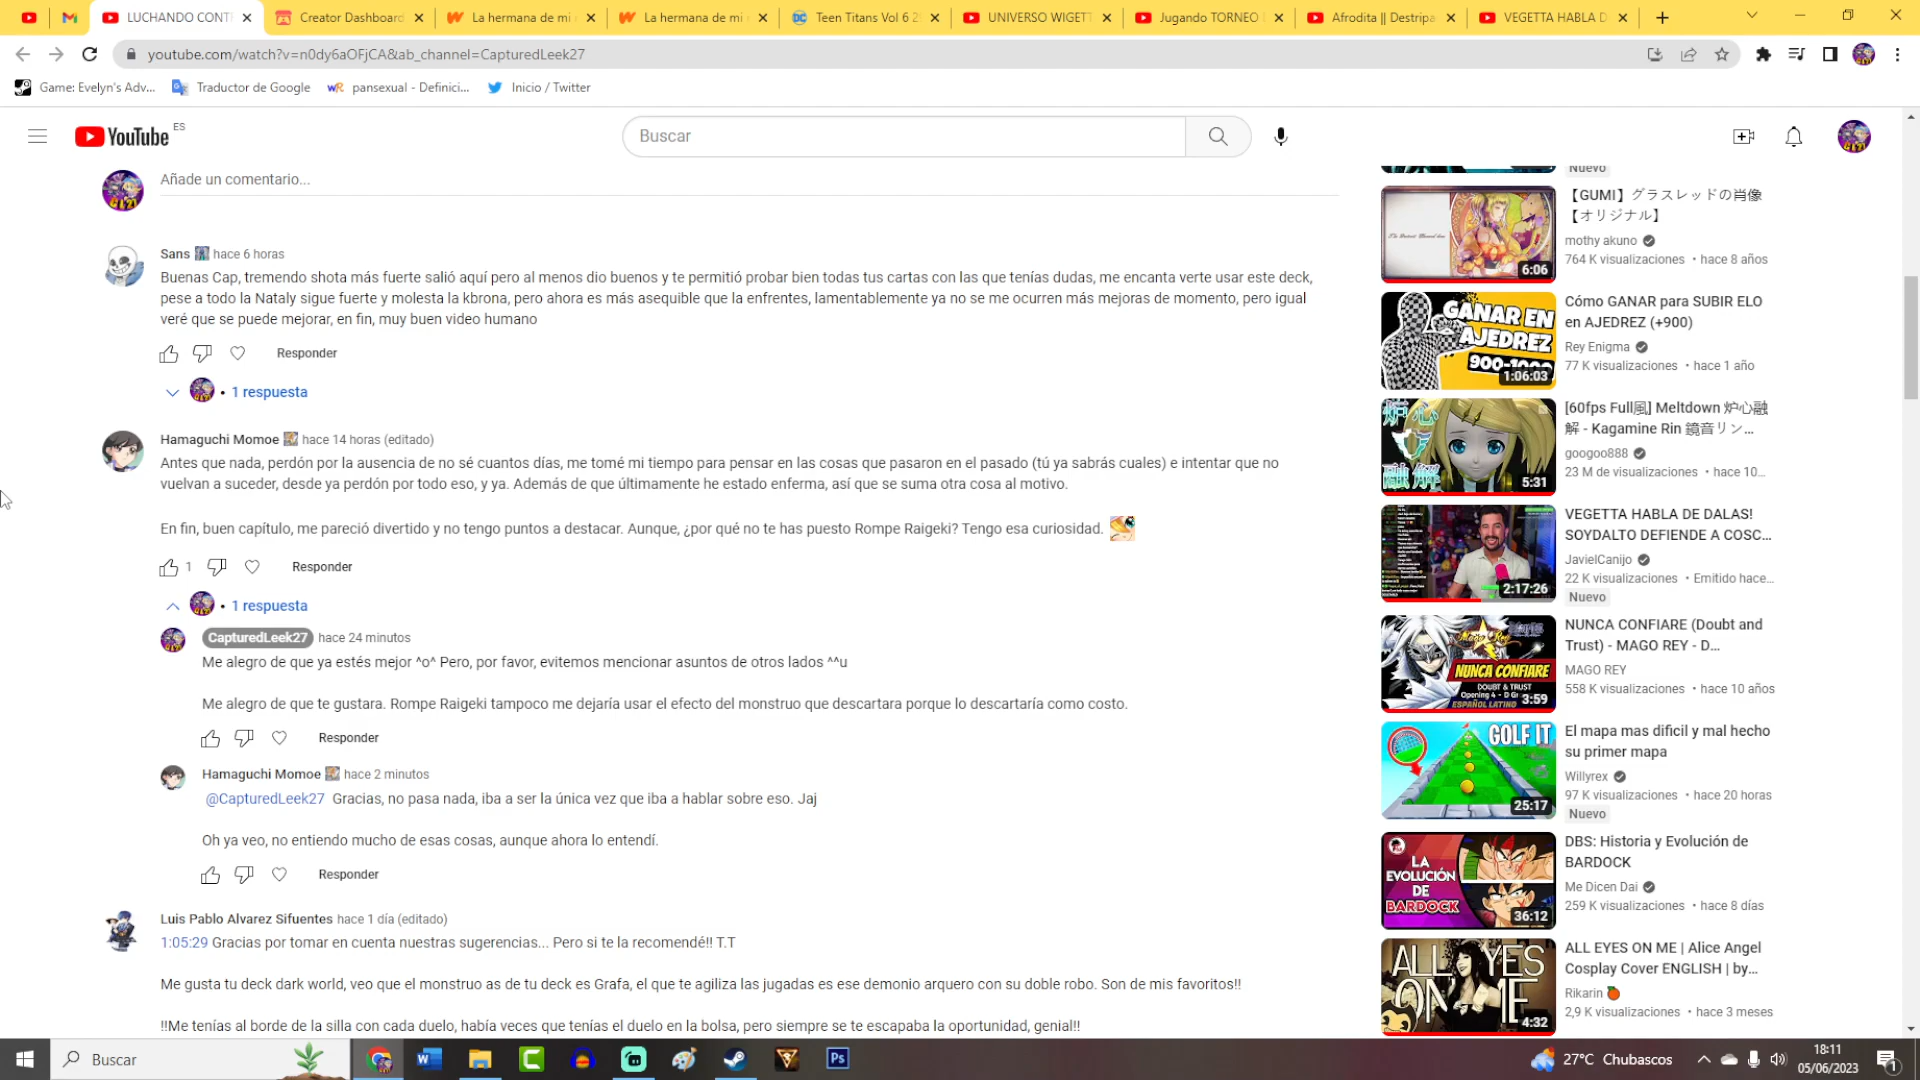 LUCHANDO CONT
Creator Dashboard
La hermana de mi
La hermana de mi
Teen Titans Vol 6 2
UNIVERSO WIGETT
Jugando TORNEO
Afrodita || Destripa
VEGETTA HABLA D
youtube.com/watch?v=n0dy6aOFjCA&ab_channel=CapturedLeek27
Game: Evelyn's Adv...
Traductor de Google
pansexual - Definici...
Inicio / Twitter
YouTube ES
Buscar
Añade un comentario...
Sans hace 6 horas
Buenas Cap, tremendo shota más fuerte salió aquí pero al menos dio buenos y te permitió probar bien todas tus cartas con las que tenías dudas, me encanta verte usar este deck,
pese a todo la Nataly sigue fuerte y molesta la kbrona, pero ahora es más asequible que la enfrentes, lamentablemente ya no se me ocurren más mejoras de momento, pero igual
veré que se puede mejorar, en fin, muy buen video humano
Responder
• 1 respuesta
Hamaguchi Momoe hace 14 horas (editado)
Antes que nada, perdón por la ausencia de no sé cuantos días, me tomé mi tiempo para pensar en las cosas que pasaron en el pasado (tú ya sabrás cuales) e intentar que no
vuelvan a suceder, desde ya perdón por todo eso, y ya. Además de que últimamente he estado enferma, así que se suma otra cosa al motivo.
En fin, buen capítulo, me pareció divertido y no tengo puntos a destacar. Aunque, ¿por qué no te has puesto Rompe Raigeki? Tengo esa curiosidad.
1 Responder
• 1 respuesta
CapturedLeek27 hace 24 minutos
Me alegro de que ya estés mejor ^o^ Pero, por favor, evitemos mencionar asuntos de otros lados ^^u
Me alegro de que te gustara. Rompe Raigeki tampoco me dejaría usar el efecto del monstruo que descartara porque lo descartaría como costo.
Responder
Hamaguchi Momoe hace 2 minutos
@CapturedLeek27 Gracias, no pasa nada, iba a ser la única vez que iba a hablar sobre eso. Jaj
Oh ya veo, no entiendo mucho de esas cosas, aunque ahora lo entendí.
Responder
Luis Pablo Alvarez Sifuentes hace 1 día (editado)
1:05:29 Gracias por tomar en cuenta nuestras sugerencias... Pero si te la recomendé!! T.T
Me gusta tu deck dark world, veo que el monstruo as de tu deck es Grafa, el que te agiliza las jugadas es ese demonio arquero con su doble robo. Son de mis favoritos!!
!!Me tenías al borde de la silla con cada duelo, había veces que tenías el duelo en la bolsa, pero siempre se te escapaba la oportunidad, genial!!
Nuevo
6:06
【GUMI】グラスレッドの肖像
【オリジナル】
mothy akuno
764 K visualizaciones • hace 8 años
GANAR EN
AJEDREZ
900-1000
1:06:03
Cómo GANAR para SUBIR ELO
en AJEDREZ (+900)
Rey Enigma
77 K visualizaciones • hace 1 año
炉心
融解
5:31
[60fps Full風] Meltdown 炉心融
解 - Kagamine Rin 鏡音リン...
googoo888
23 M de visualizaciones • hace 10...
2:17:26
VEGETTA HABLA DE DALAS!
SOYDALTO DEFIENDE A COSC...
JavielCanijo
22 K visualizaciones • Emitido hace...
Nuevo
Mago Rey
NUNCA CONFIARE
DOUBT & TRUST
Opening 4 - D Gr
ESPAÑOL LATINO
3:59
NUNCA CONFIARE (Doubt and
Trust) - MAGO REY - D...
MAGO REY
558 K visualizaciones • hace 10 años
GOLF IT
25:17
El mapa mas dificil y mal hecho
su primer mapa
Willyrex
97 K visualizaciones • hace 20 horas
Nuevo
LA
EVOLUCIÓN
DE
BARDOCK
36:12
DBS: Historia y Evolución de
BARDOCK
Me Dicen Dai
259 K visualizaciones • hace 8 días
ALL EYES
ON ME
4:32
ALL EYES ON ME | Alice Angel
Cosplay Cover ENGLISH | by...
Rikarin
2,9 K visualizaciones • hace 3 meses
Buscar
27°C Chubascos
18:11
05/06/2023
1